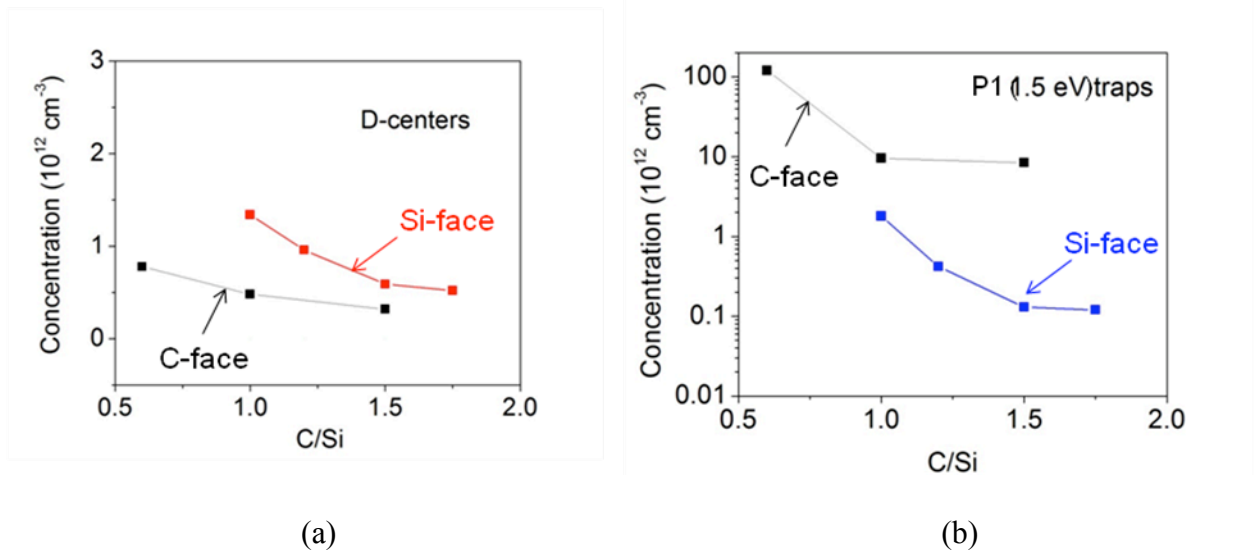 3
2
1
0
Concentration (10¹² cm⁻³)
D-centers
Si-face
C-face
0.5 1.0 1.5 2.0
C/Si
(a)
100
10
1
0.1
0.01
Concentration (10¹² cm⁻³)
P1 (1.5 eV)traps
C-face
Si-face
0.5 1.0 1.5 2.0
C/Si
(b)